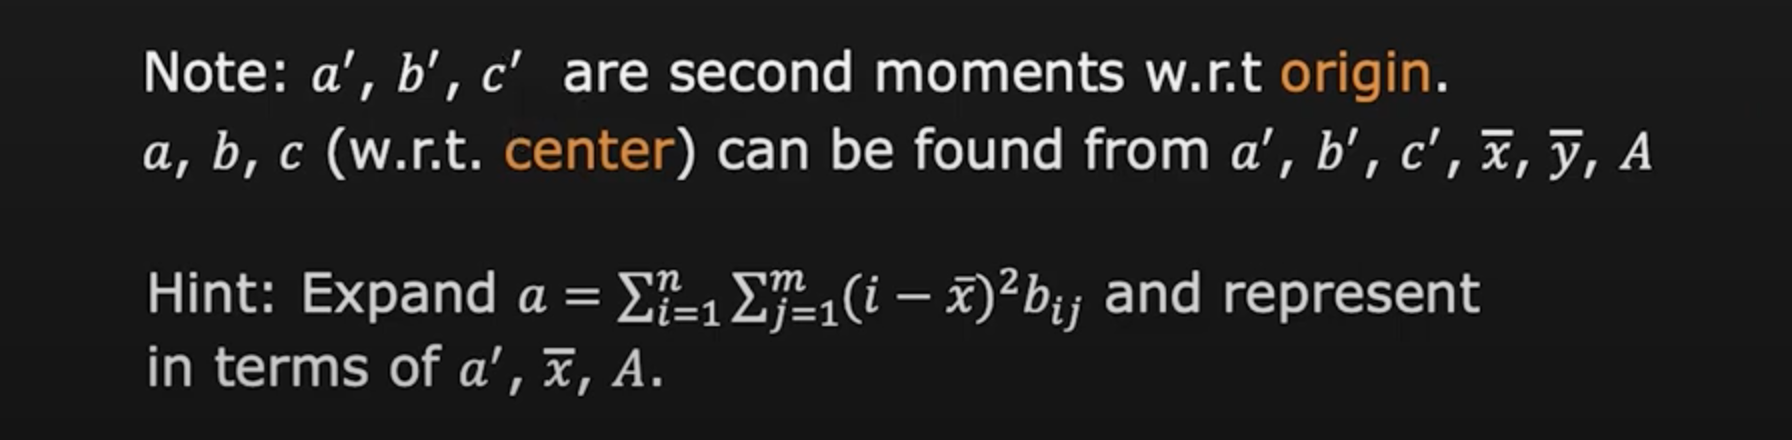 Note: a′, b′, c′ are second moments w.r.t origin.
a, b, c (w.r.t. center) can be found from a′, b′, c′, x̅, y̅, A
Hint: Expand a = ∑ⁿᵢ₌₁ ∑ᵐⱼ₌₁(i − x̄)²bᵢⱼ and represent
in terms of a′, x̅, A.